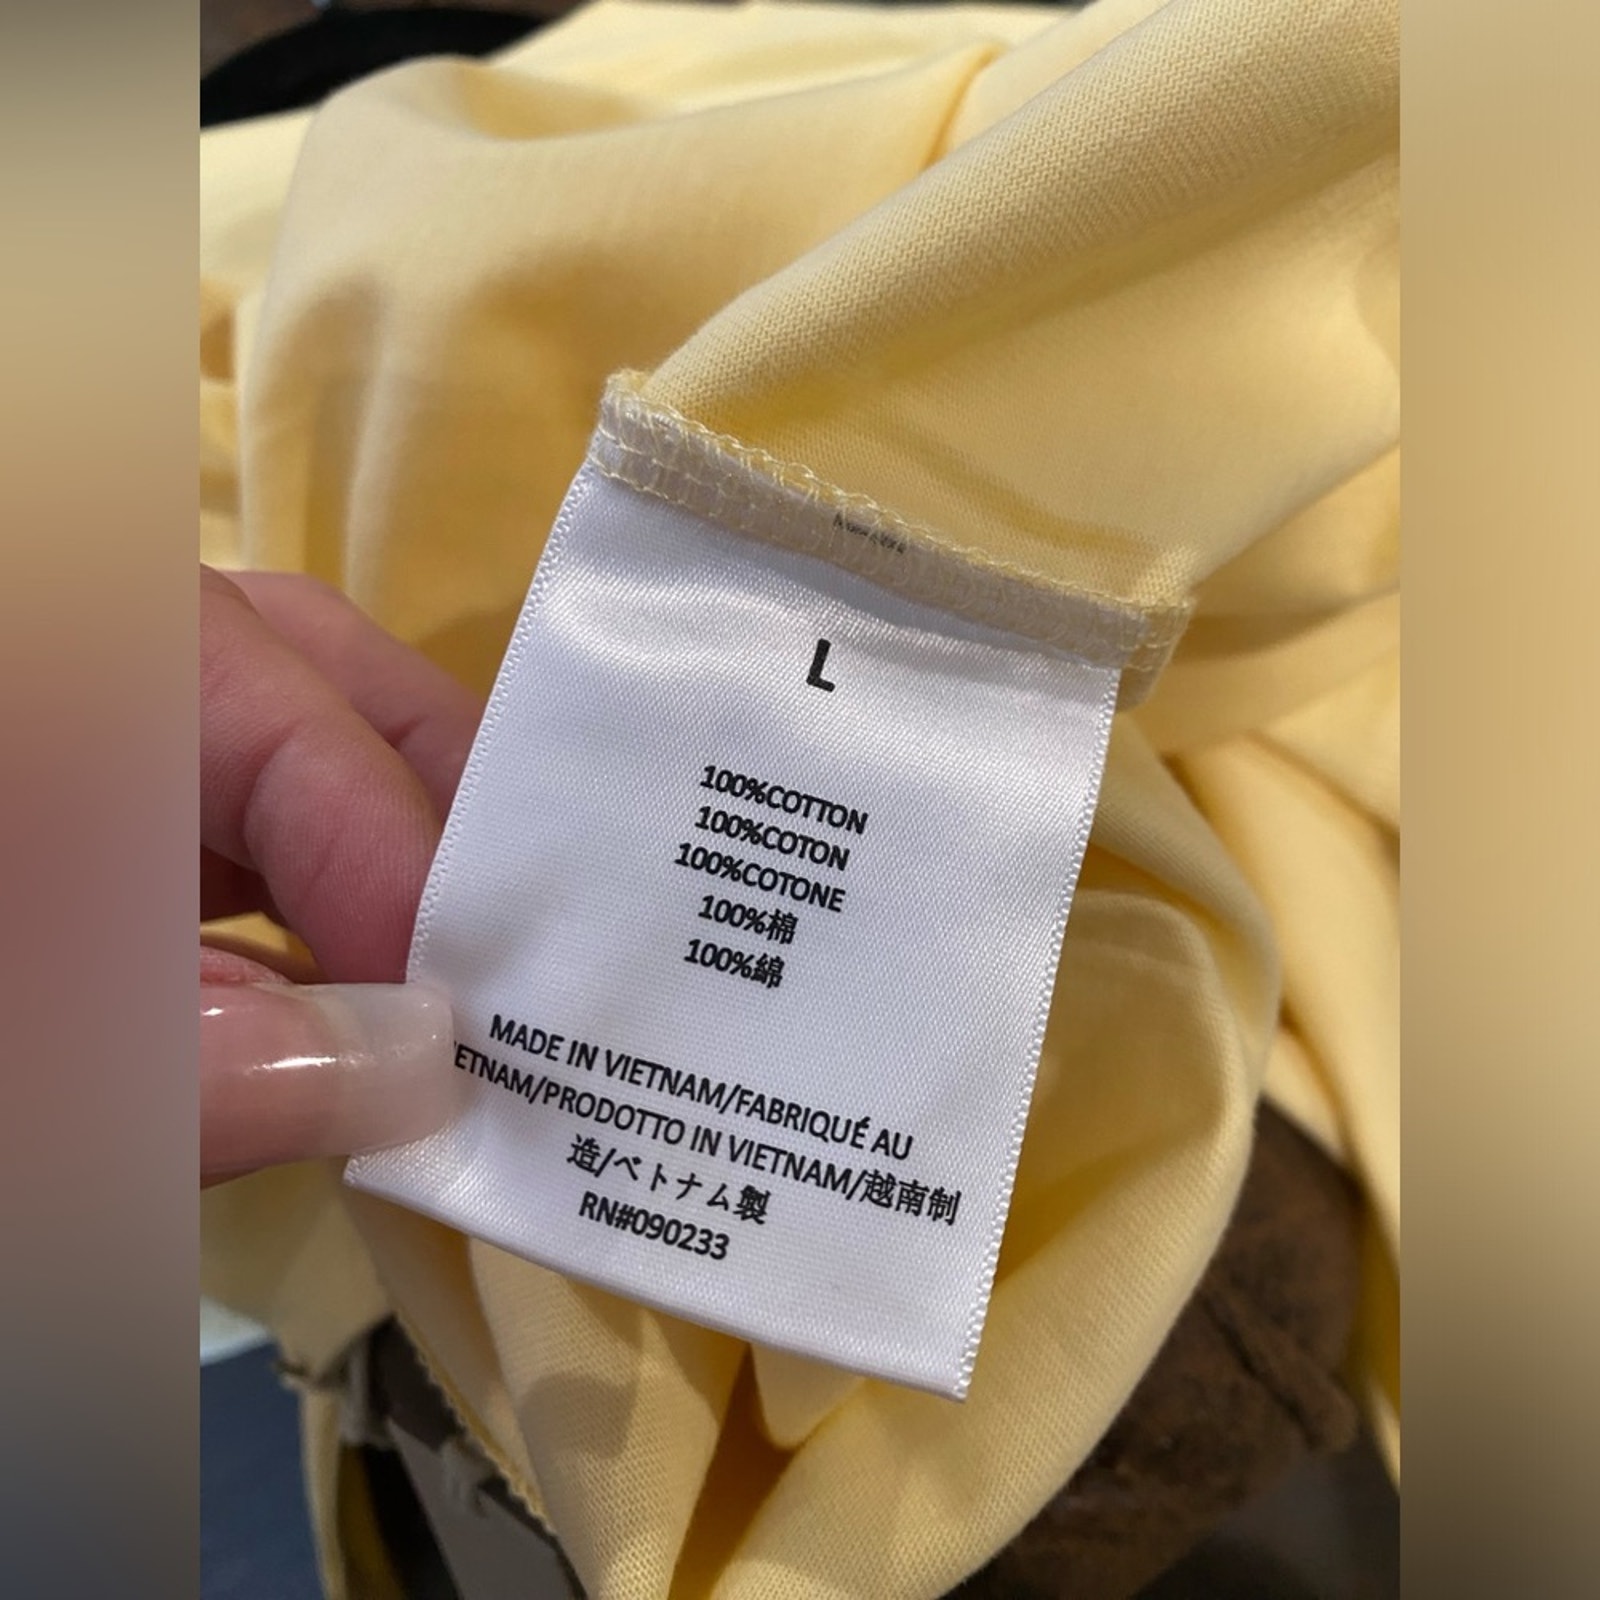 L
100%COTTON
100%COTON
100%COTONE
100%棉
100%綿
MADE IN VIETNAM/FABRIQUÉ AU
ETNAM/PRODOTTO IN VIETNAM/越南制
造/ベトナム製
RN#090233